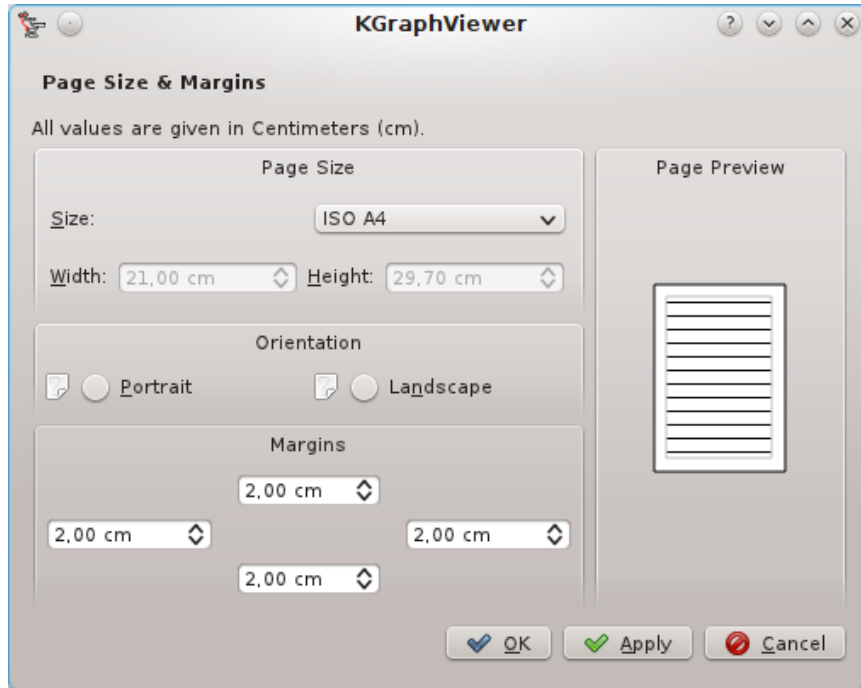 KGraphViewer
Page Size & Margins
All values are given in Centimeters (cm).
Page Size
Size: ISO A4
Width: 21,00 cm Height: 29,70 cm
Orientation
Portrait Landscape
Margins
2,00 cm
2,00 cm 2,00 cm
2,00 cm
Page Preview
OK Apply Cancel